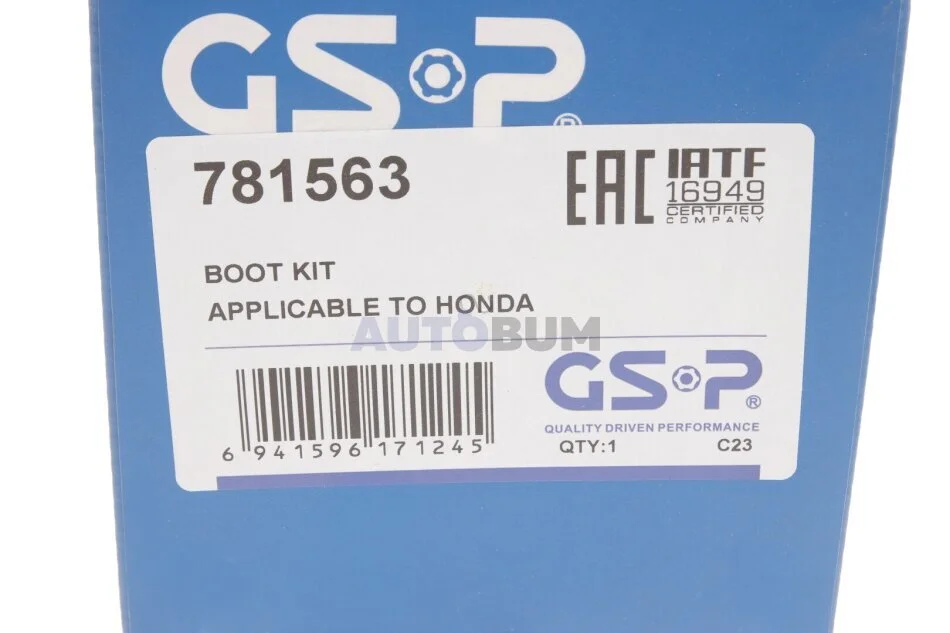 GSP®
781563
EAC
IATF
16949
CERTIFIED
COMPANY
BOOT KIT
APPLICABLE TO HONDA
AUTOBUM
GSP®
QUALITY DRIVEN PERFORMANCE
6 941596 171245
QTY:1 C23